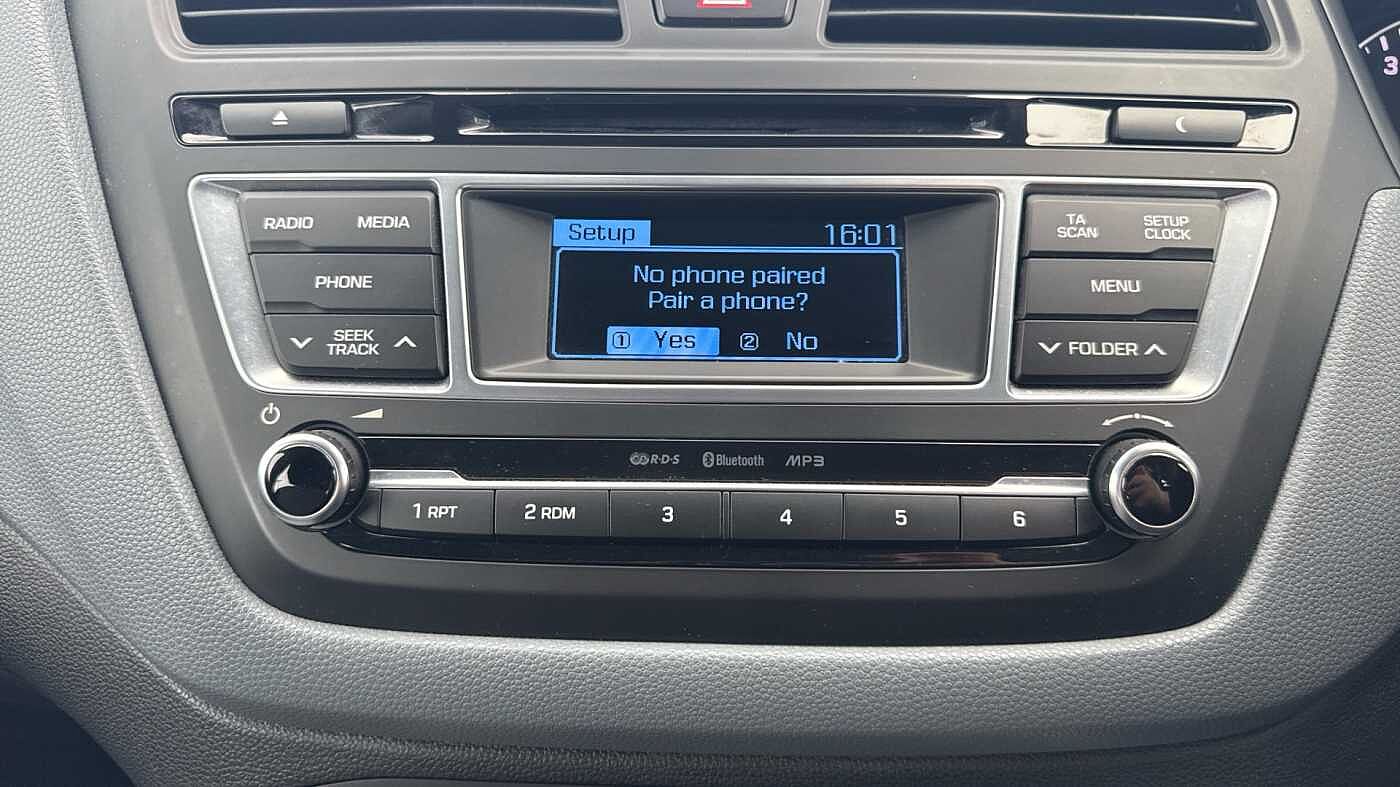 3
RADIO MEDIA
PHONE
SEEK
TRACK
Setup 16:01
No phone paired
Pair a phone?
1 Yes 2 No
TA
SCAN
SETUP
CLOCK
MENU
FOLDER
R·D·S Bluetooth MP3
1 RPT 2 RDM 3 4 5 6